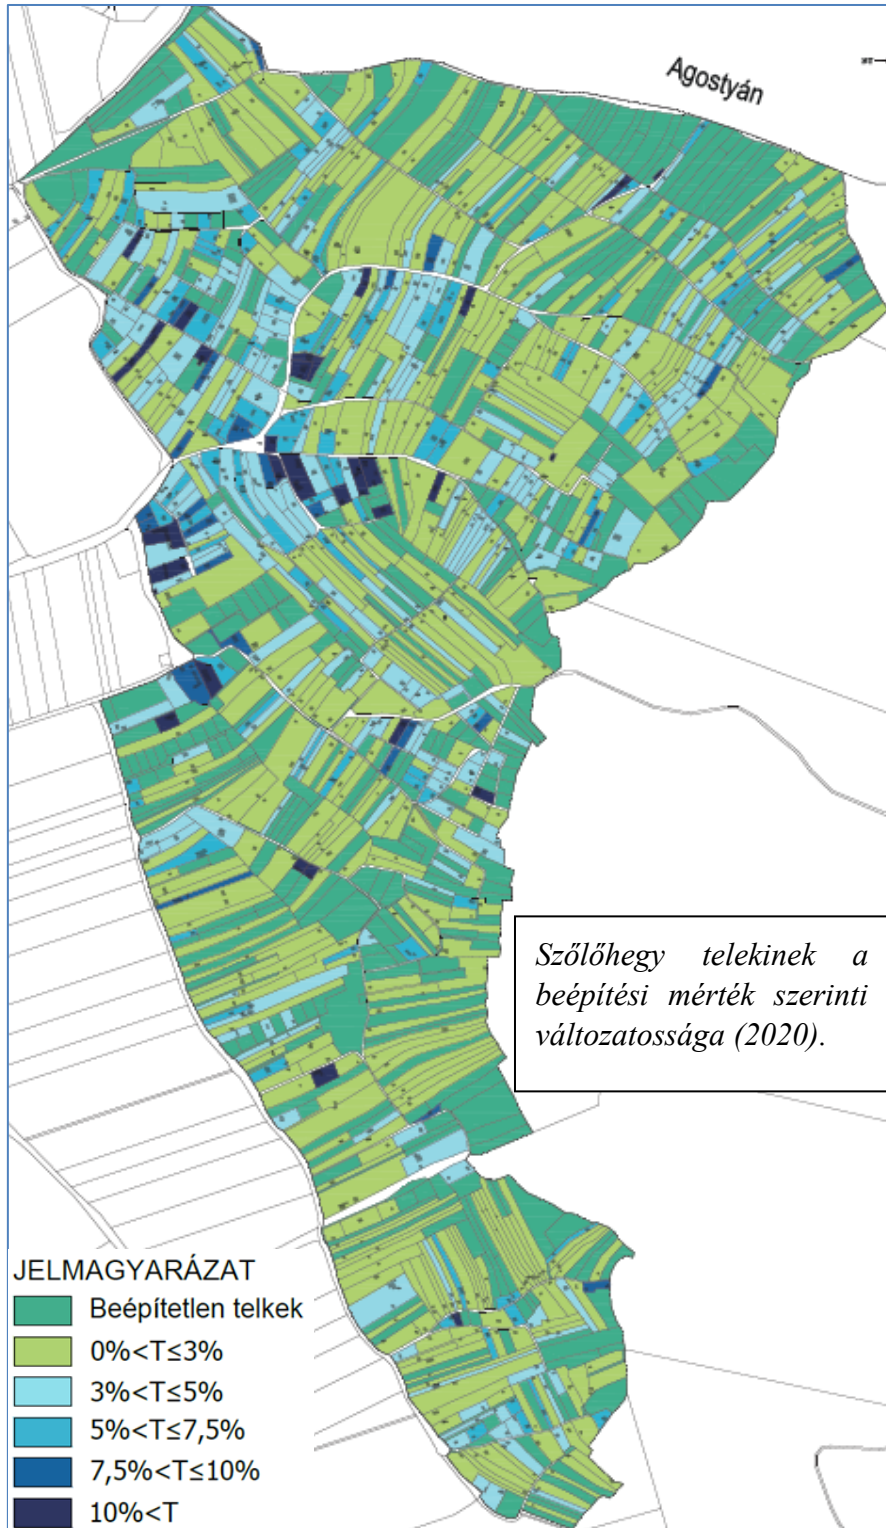 Agostyán
Szőlőhegy telekinek a
beépítési mérték szerinti
változatossága (2020).
JELMAGYARÁZAT
Beépítetlen telkek
0%<T≤3%
3%<T≤5%
5%<T≤7,5%
7,5%<T≤10%
10%<T